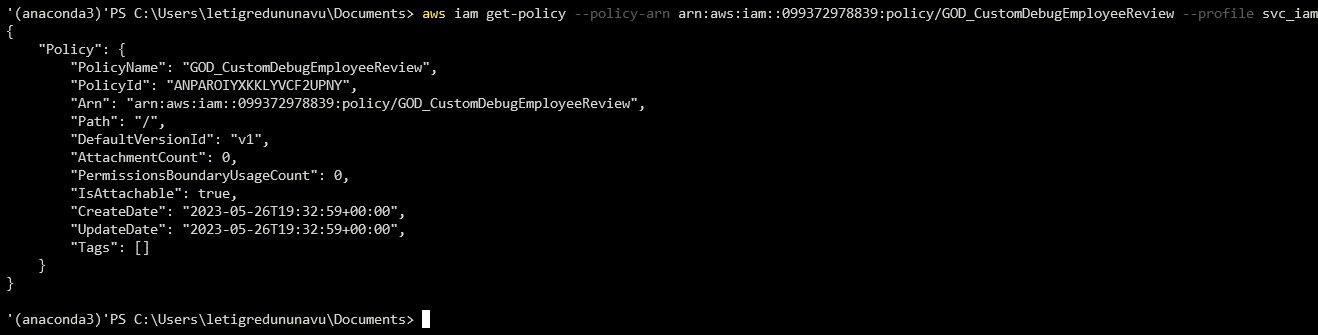 '(anaconda3)'PS C:\Users\letigredununavu\Documents> aws iam get-policy --policy-arn arn:aws:iam::099372978839:policy/GOD_CustomDebugEmployeeReview --profile svc_iam
{
    "Policy": {
        "PolicyName": "GOD_CustomDebugEmployeeReview",
        "PolicyId": "ANPAROIYXKKLYVCF2UPNY",
        "Arn": "arn:aws:iam::099372978839:policy/GOD_CustomDebugEmployeeReview",
        "Path": "/",
        "DefaultVersionId": "v1",
        "AttachmentCount": 0,
        "PermissionsBoundaryUsageCount": 0,
        "IsAttachable": true,
        "CreateDate": "2023-05-26T19:32:59+00:00",
        "UpdateDate": "2023-05-26T19:32:59+00:00",
        "Tags": []
    }
}
'(anaconda3)'PS C:\Users\letigredununavu\Documents>